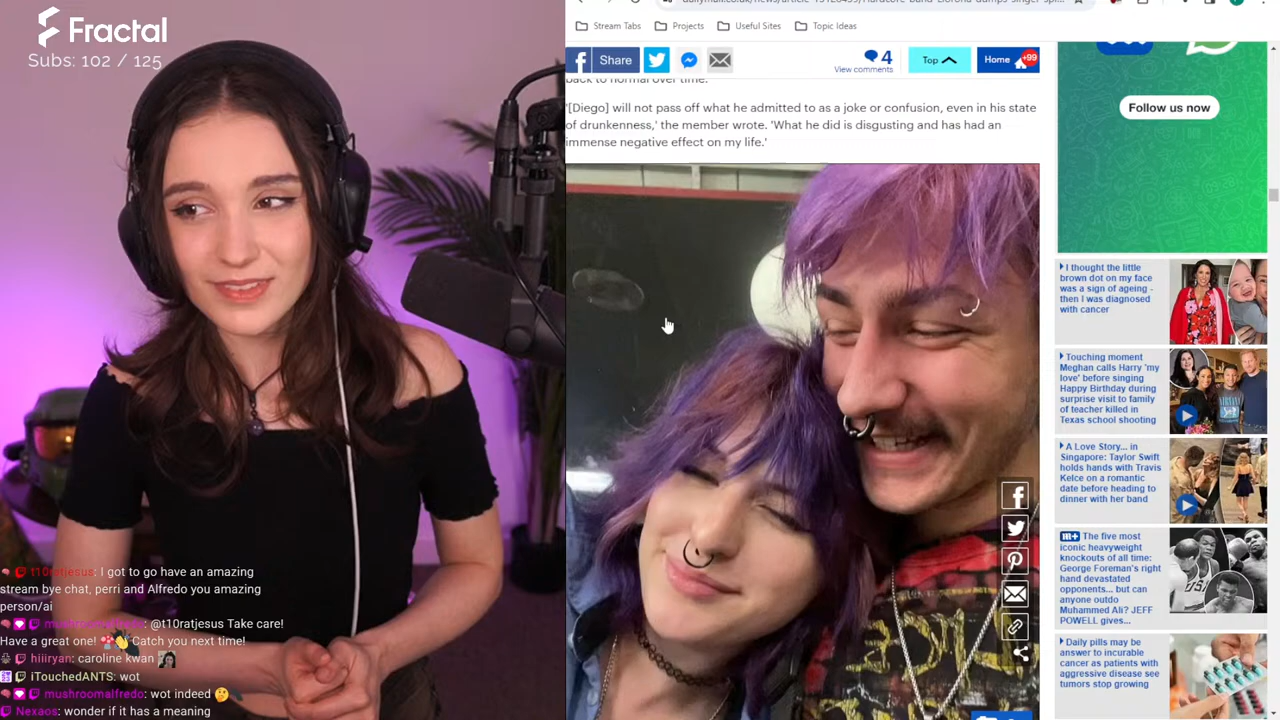 Fractal
Subs: 102 / 125
Stream Tabs
Projects
Useful Sites
Topic Ideas
Share
4
View comments
Top
Home
+99
back to normal over time.
'[Diego] will not pass off what he admitted to as a joke or confusion, even in his state
of drunkenness,' the member wrote. 'What he did is disgusting and has had an
immense negative effect on my life.'
Follow us now
I thought the little
brown dot on my face
was a sign of ageing -
then I was diagnosed
with cancer
Touching moment
Meghan calls Harry 'my
love' before singing
Happy Birthday during
surprise visit to family
of teacher killed in
Texas school shooting
A Love Story... in
Singapore: Taylor Swift
holds hands with Travis
Kelce on a romantic
date before heading to
dinner with her band
The five most
iconic heavyweight
knockouts of all time:
George Foreman's right
hand devastated
opponents... but can
anyone outdo
Muhammed Ali? JEFF
POWELL gives...
Daily pills may be
answer to incurable
cancer as patients with
aggressive disease see
tumors stop growing
t10ratjesus: I got to go have an amazing
stream bye chat, perri and Alfredo you amazing
person/ai
mushroomalfredo: @t10ratjesus Take care!
Have a great one! Catch you next time!
hiiiryan: caroline kwan
iTouchedANTS: wot
mushroomalfredo: wot indeed
Nexaos: wonder if it has a meaning